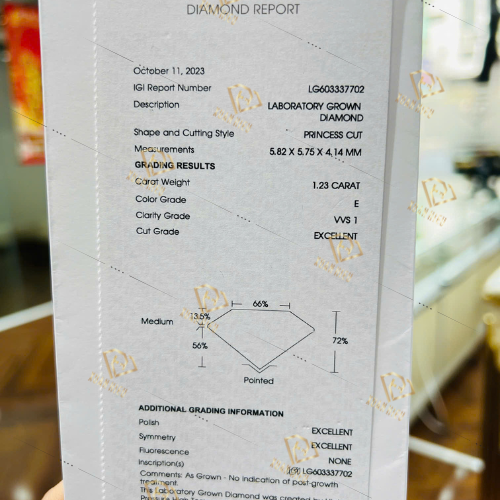 DIAMOND REPORT
October 11, 2023
IGI Report Number LG603337702
Description LABORATORY GROWN
DIAMOND
Shape and Cutting Style PRINCESS CUT
Measurements 5.82 X 5.75 X 4.14 MM
GRADING RESULTS
Carat Weight 1.23 CARAT
Color Grade E
Clarity Grade VVS 1
Cut Grade EXCELLENT
66%
Medium 13.5%
56% 72%
Pointed
ADDITIONAL GRADING INFORMATION
Polish EXCELLENT
Symmetry EXCELLENT
Fluorescence NONE
Inscription(s) LG603337702
Comments: As Grown - No indication of post-growth
treatment.
This Laboratory Grown Diamond was created